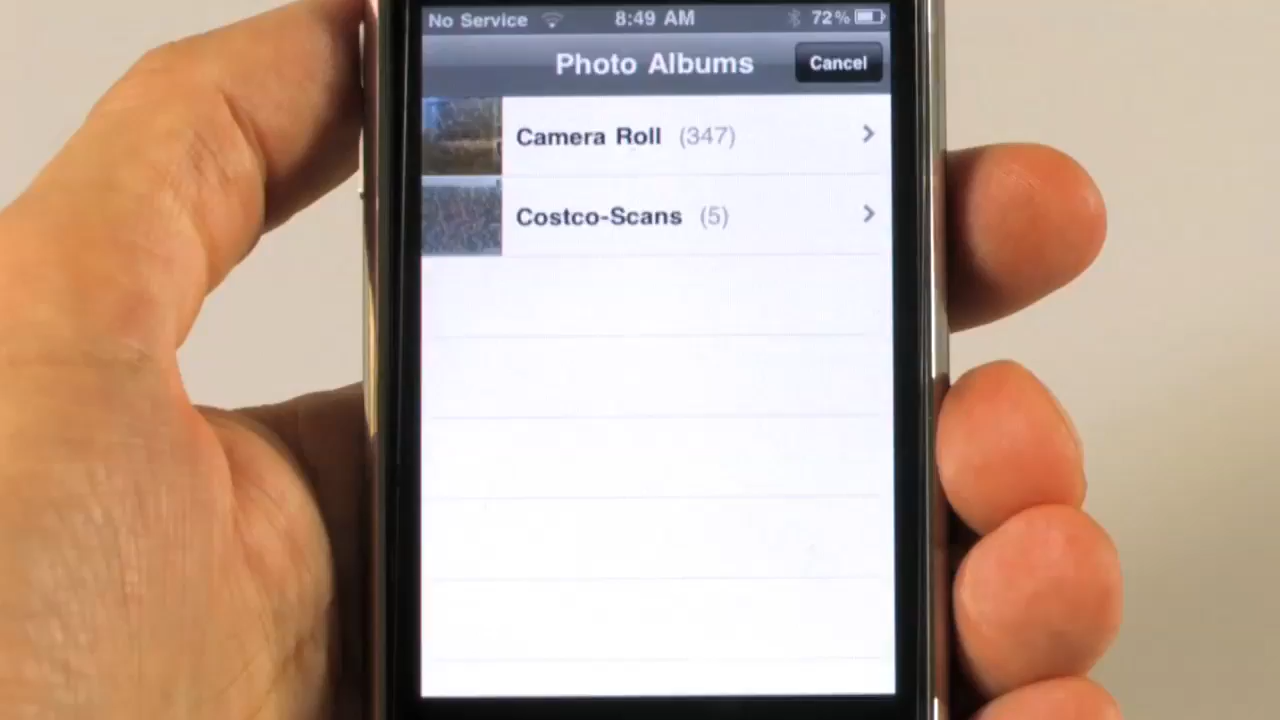 No Service 8:49 AM 72%
Photo Albums Cancel
Camera Roll (347)
Costco-Scans (5)